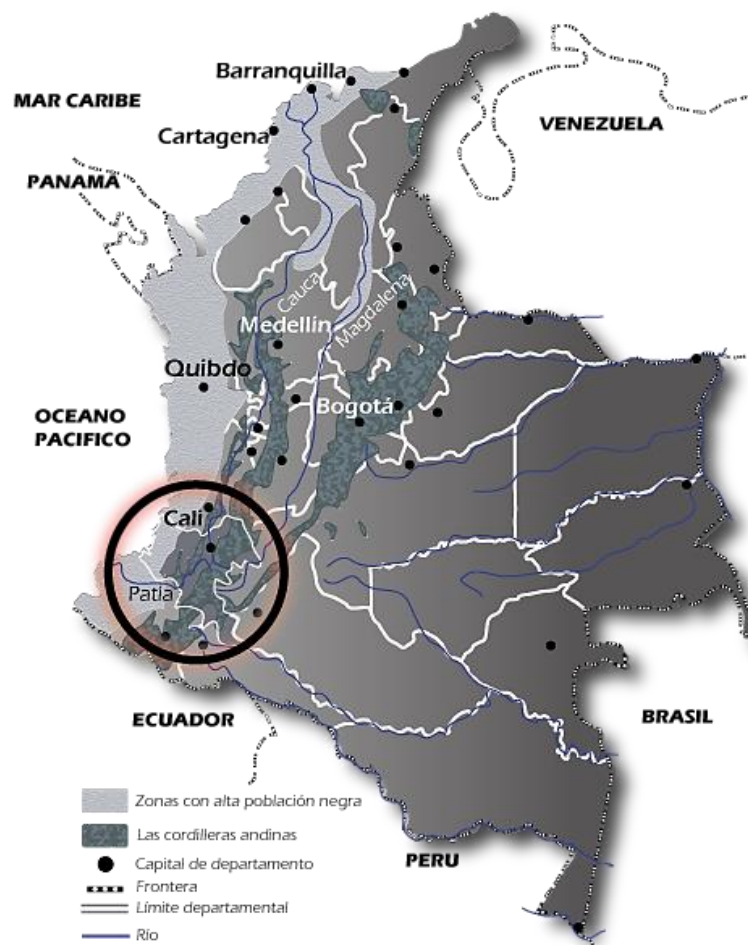 Barranquilla
MAR CARIBE
VENEZUELA
Cartagena
PANAMÁ
Cauca
Magdalena
Medellín
Quibdo
Bogotá
OCEANO
PACIFICO
Cali
Patía
ECUADOR
BRASIL
Zonas con alta población negra
Las cordilleras andinas
Capital de departamento
PERU
Frontera
Límite departamental
Río